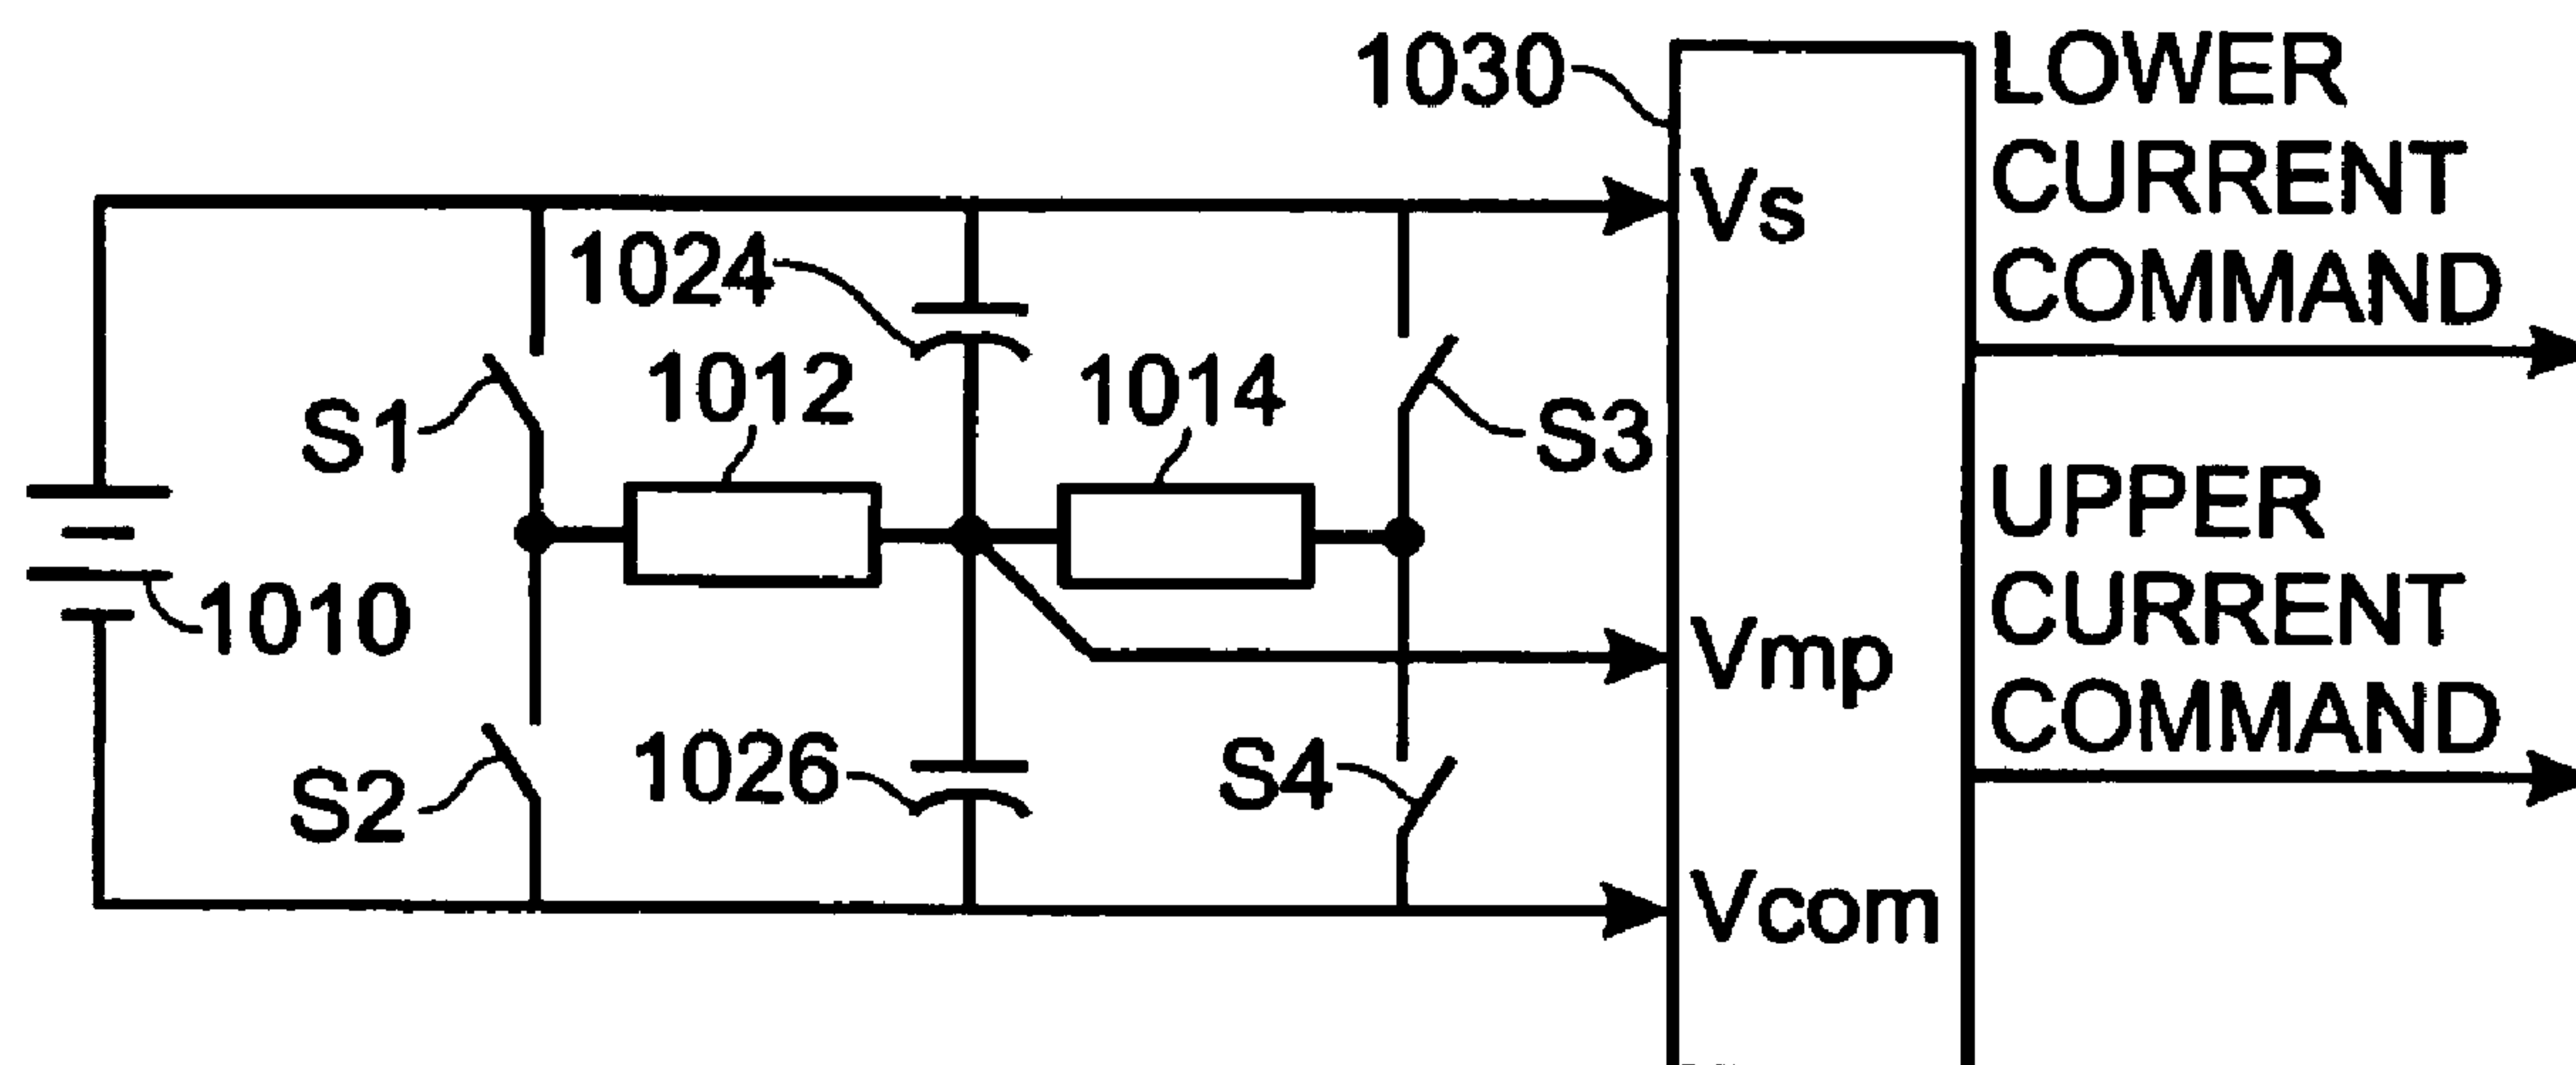 1030
LOWER
CURRENT
COMMAND
Vs
1024
1012
1014
S1
S3
UPPER
CURRENT
COMMAND
1010
Vmp
S2
1026
S4
Vcom